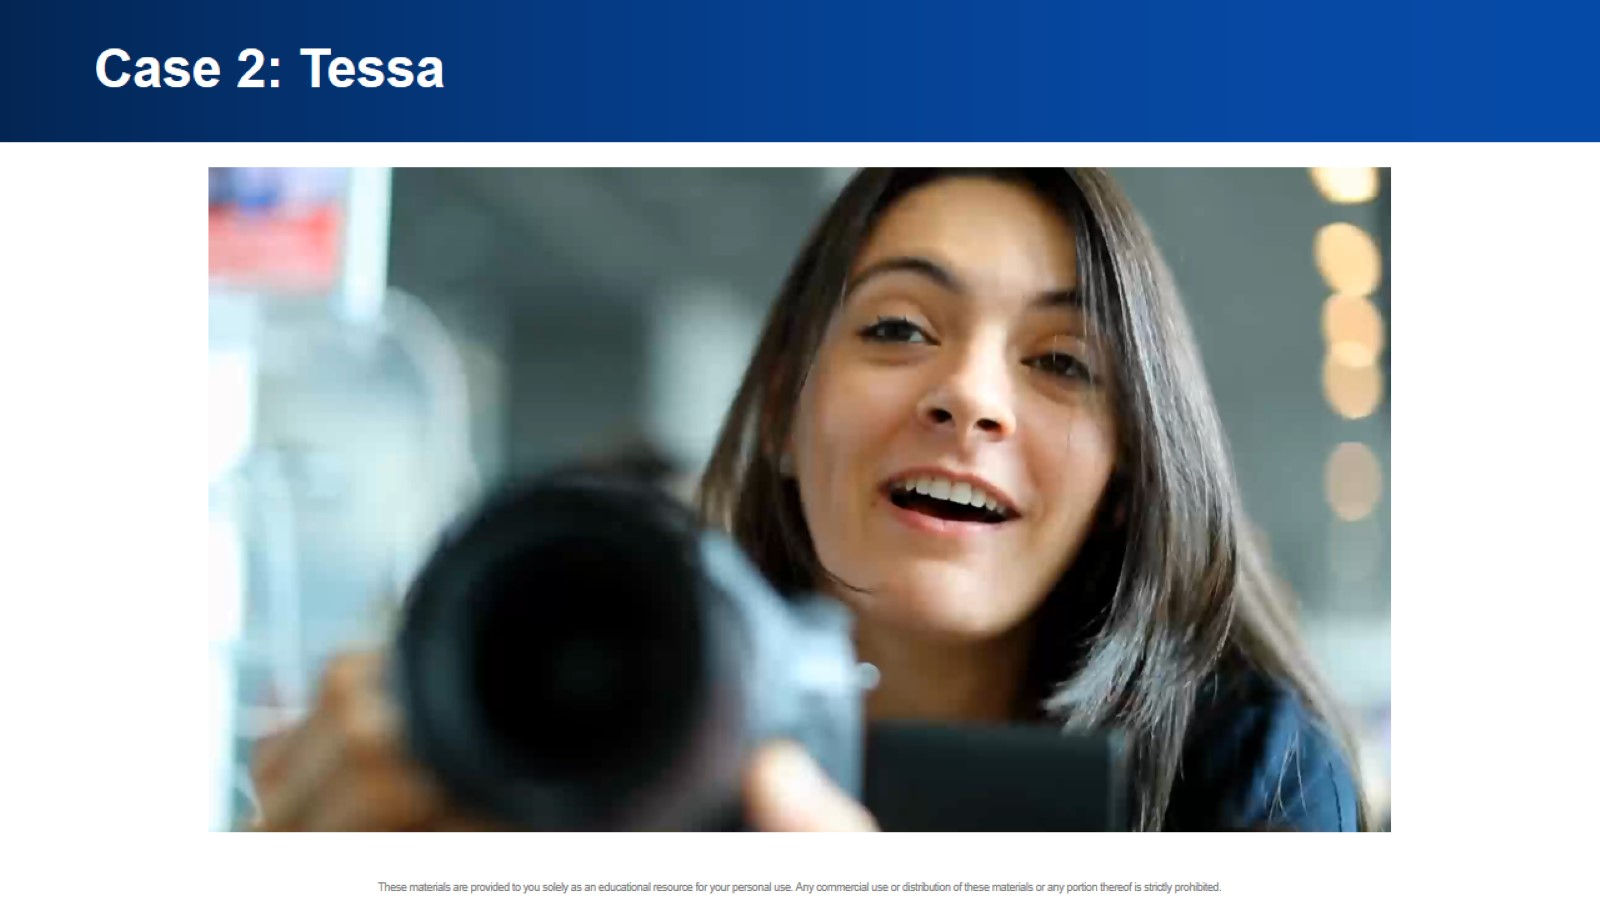 Case 2: Tessa
These materials are provided to you solely as an educational resource for your personal use. Any commercial use or distribution of these materials or any portion thereof is strictly prohibited.